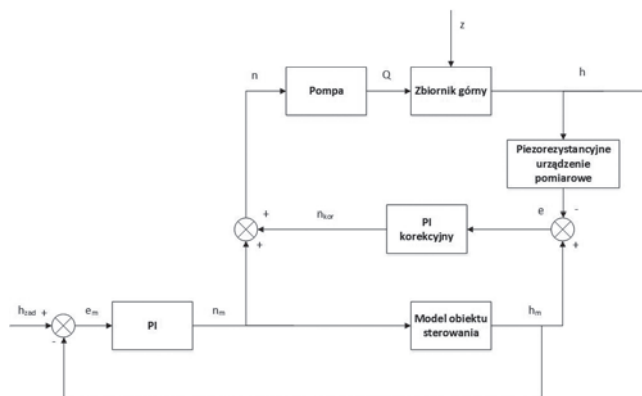 z
n
Pompa
Q
Zbiornik górny
h
Piezorezystancyjne
urządzenie
pomiarowe
e
-
+
n_kor
PI
korekcyjny
+
+
h_zad +
-
e_m
PI
n_m
Model obiektu
sterowania
h_m